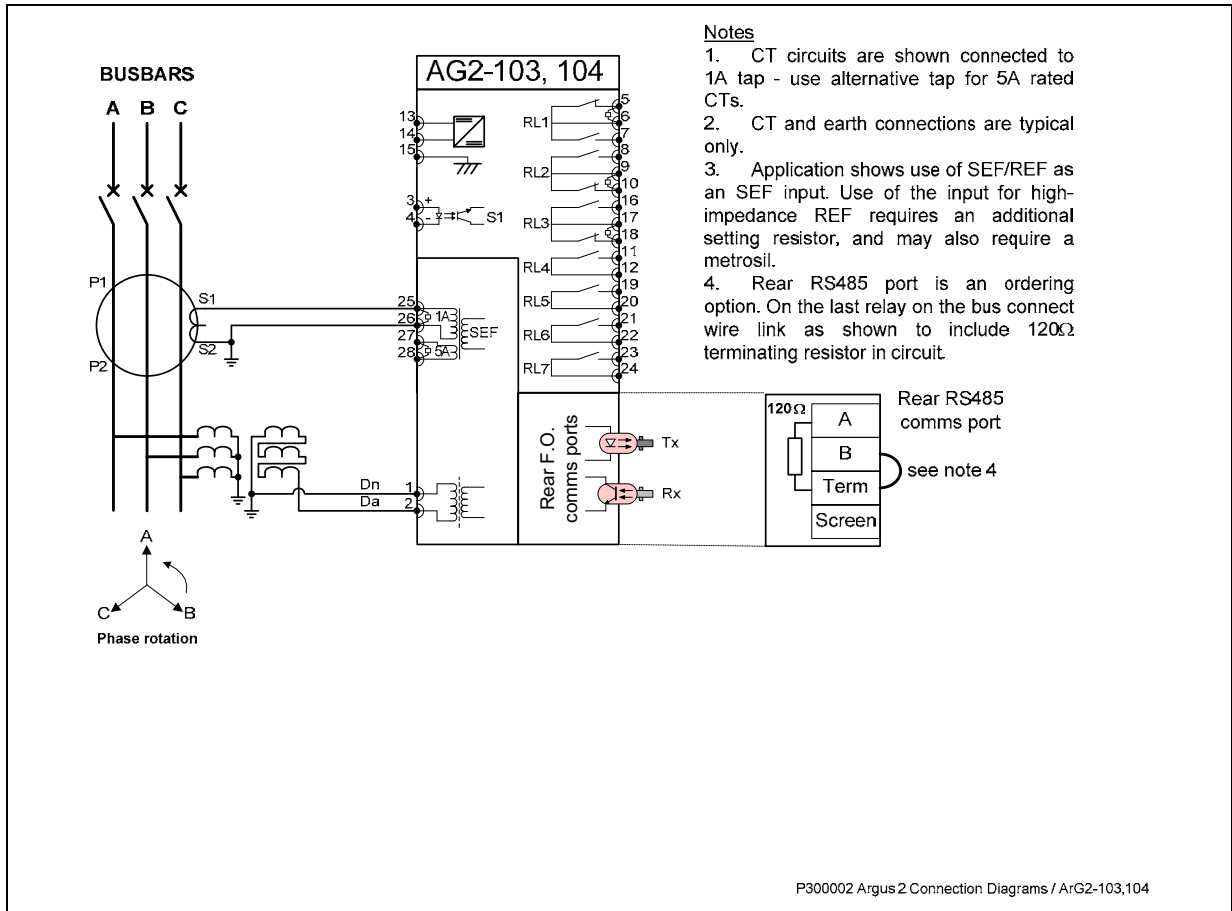 BUSBARS
A B C
AG2-103, 104
13
14
15
3 +
4 -
S1
RL1
5
6
7
RL2
8
9
10
RL3
16
17
18
RL4
11
12
RL5
19
20
RL6
21
22
RL7
23
24
P1
P2
S1
S2
25
26
27
28
1A
5A
SEF
Dn
Da
1
2
Rear F.O.
comms ports
Tx
Rx
A
C
B
Phase rotation
Notes
1. CT circuits are shown connected to
1A tap - use alternative tap for 5A rated
CTs.
2. CT and earth connections are typical
only.
3. Application shows use of SEF/REF as
an SEF input. Use of the input for high-
impedance REF requires an additional
setting resistor, and may also require a
metrosil.
4. Rear RS485 port is an ordering
option. On the last relay on the bus connect
wire link as shown to include 120Ω
terminating resistor in circuit.
120Ω
A
B
Term
Screen
Rear RS485
comms port
see note 4
P300002 Argus 2 Connection Diagrams / ArG2-103,104